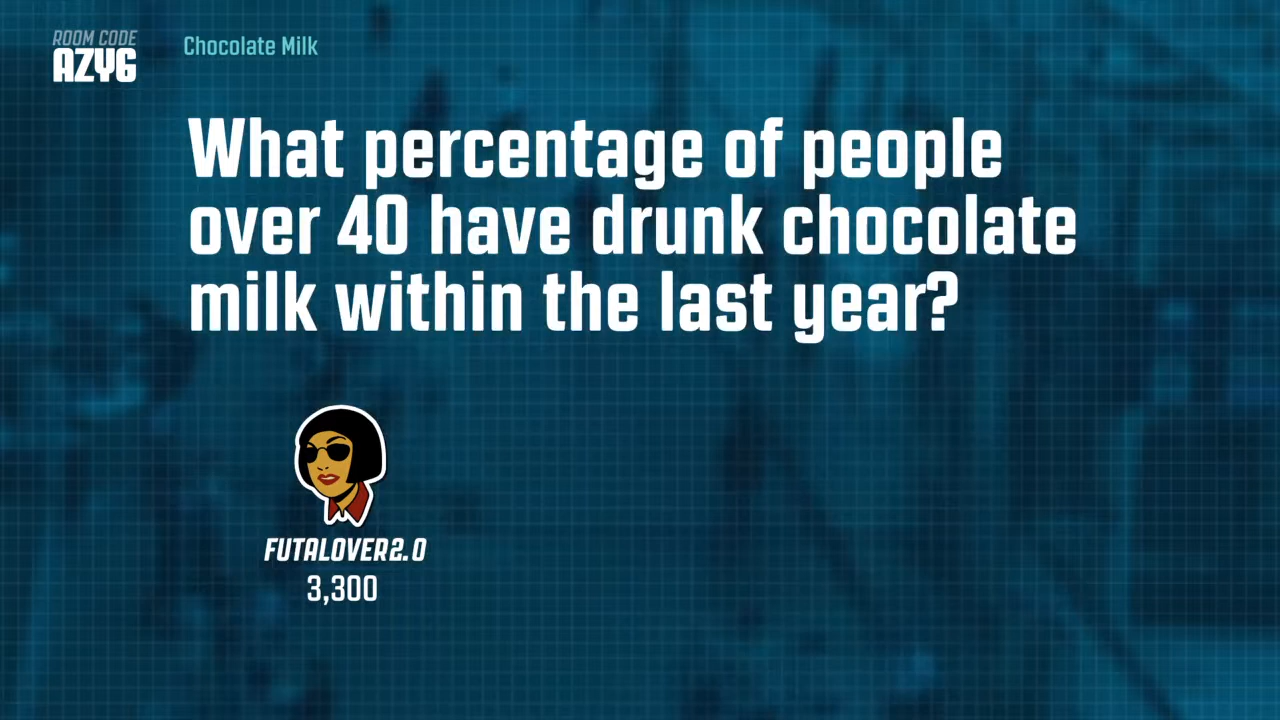 ROOM CODE
AZYG
Chocolate Milk
What percentage of people
over 40 have drunk chocolate
milk within the last year?
FUTALOVER2.0
3,300